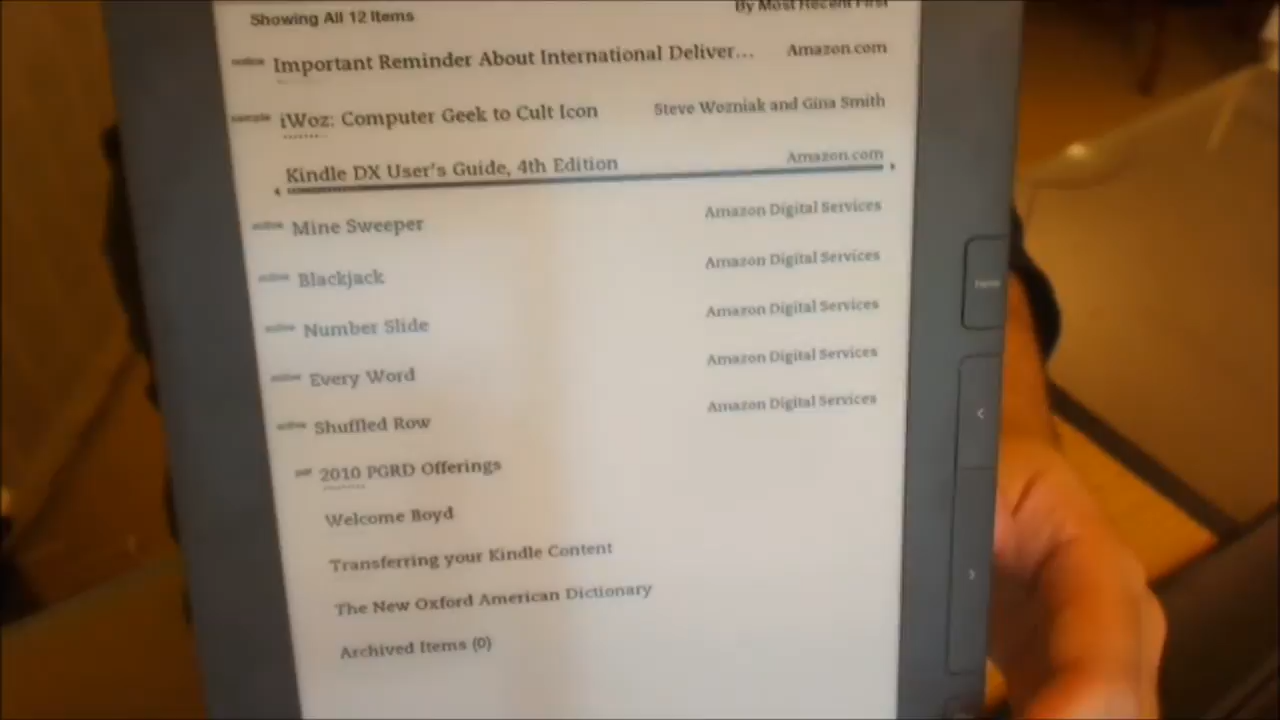 Showing All 12 Items By Most Recent First
Important Reminder About International Deliver... Amazon.com
sample iWoz: Computer Geek to Cult Icon Steve Wozniak and Gina Smith
Kindle DX User's Guide, 4th Edition Amazon.com
Mine Sweeper Amazon Digital Services
Blackjack Amazon Digital Services
Number Slide Amazon Digital Services
Every Word Amazon Digital Services
Shuffled Row Amazon Digital Services
pdf 2010 PGRD Offerings
Welcome Boyd
Transferring your Kindle Content
The New Oxford American Dictionary
Archived Items (0)